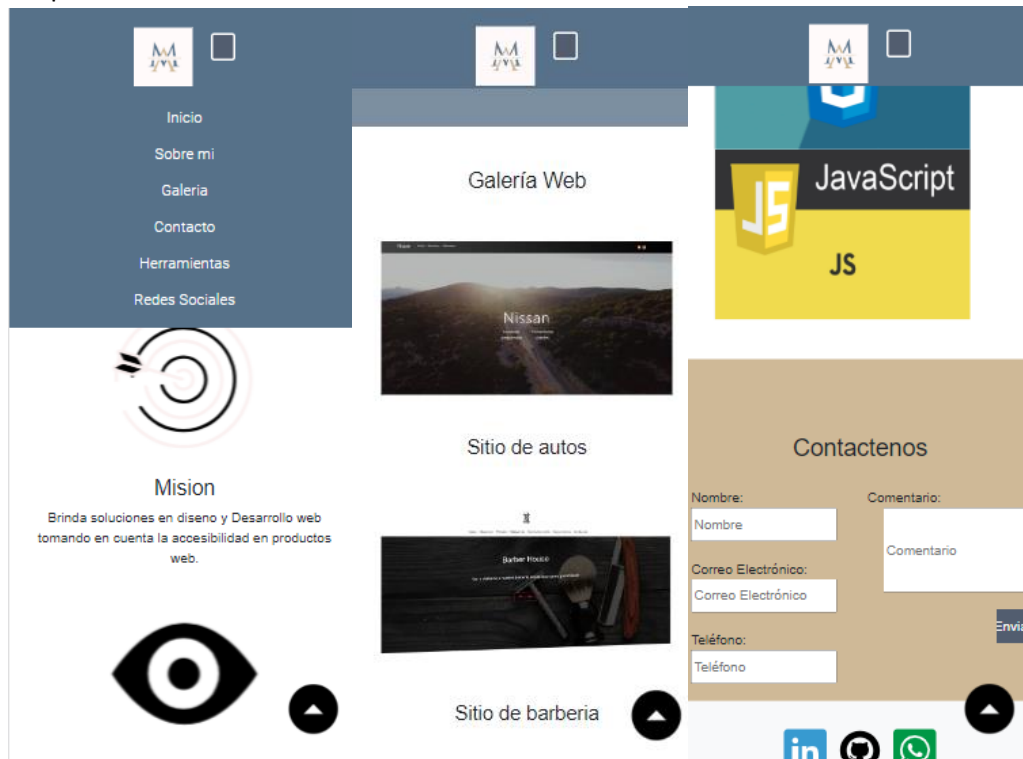 Inicio
Sobre mi
Galeria
Contacto
Herramientas
Redes Sociales
Mision
Brinda soluciones en diseno y Desarrollo web
tomando en cuenta la accesibilidad en productos
web.
Galería Web
Nissan
Sitio de autos
Barber House
Sitio de barberia
JavaScript
JS
JS
Contactenos
Nombre:
Nombre
Correo Electrónico:
Correo Electrónico
Teléfono:
Teléfono
Comentario:
Comentario
Envia
in